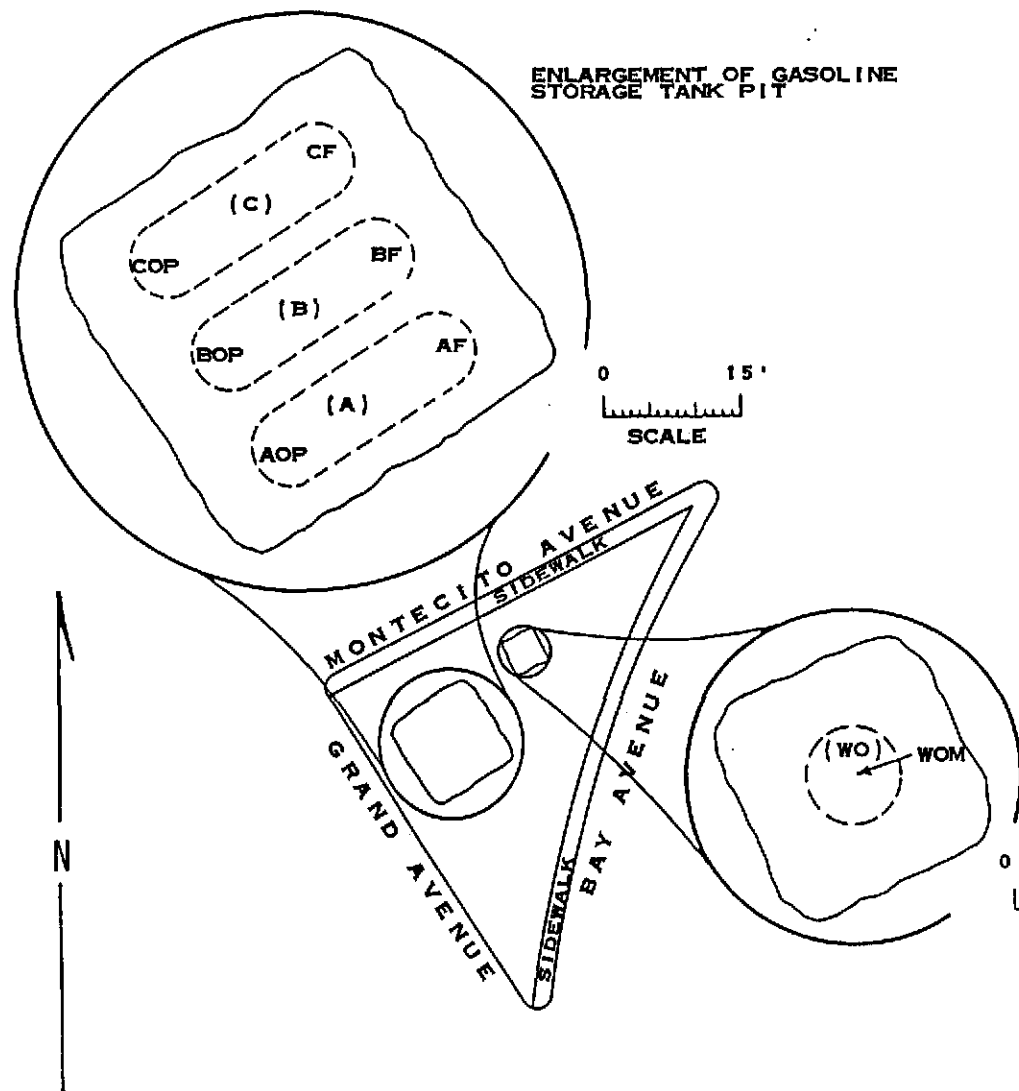 ENLARGEMENT OF GASOLINE
STORAGE TANK PIT
CF
(C)
COP
BF
(B)
BOP
AF
(A)
AOP
0 15'
SCALE
MONTECITO AVENUE
SIDEWALK
GRAND AVENUE
SIDEWALK
BAY AVENUE
(WO)
WOM
0
N